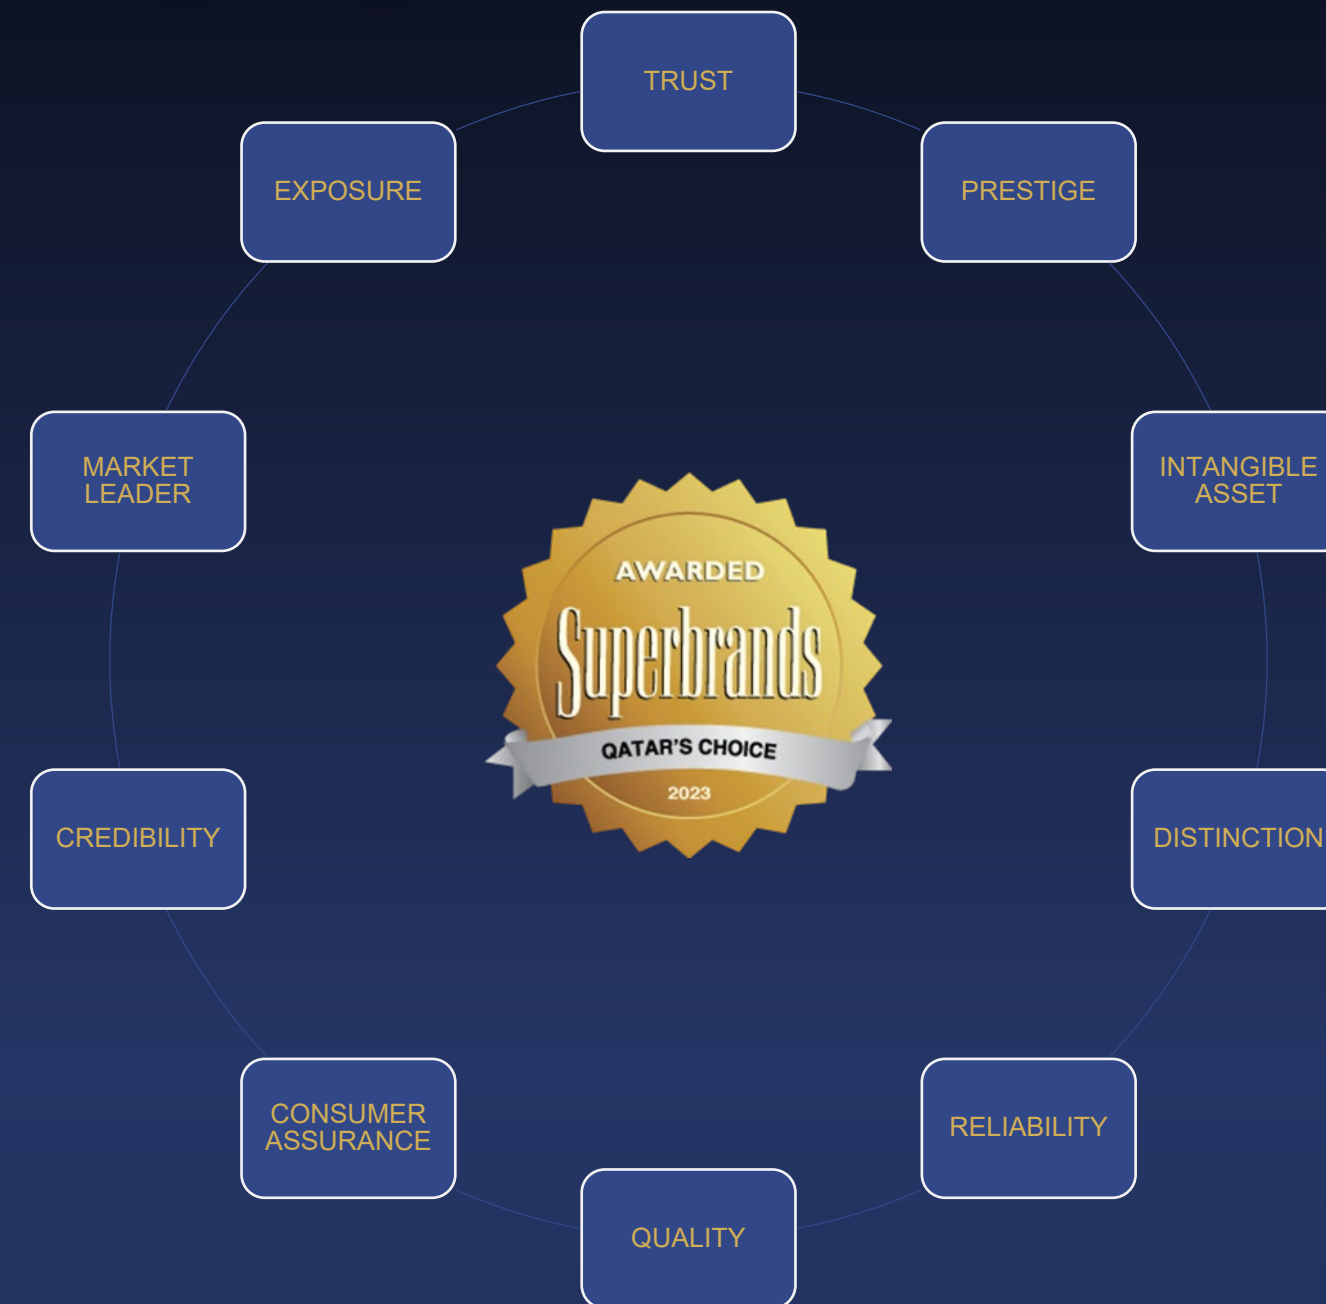 TRUST
EXPOSURE
PRESTIGE
MARKET
LEADER
INTANGIBLE
ASSET
AWARDED
Superbrands
QATAR'S CHOICE
2023
CREDIBILITY
DISTINCTION
CONSUMER
ASSURANCE
RELIABILITY
QUALITY